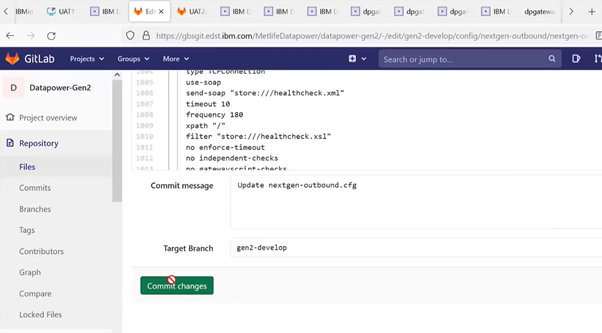 IBMid
UAT1
IBM D
IBM D
Edit
UAT2
IBM D
IBM D
IBM D
dpgat
dpgat
IBM D
dpgat
dpgatew
https://gbsgit.edst.ibm.com/MetlifeDatapower/datapower-gen2/-/edit/gen2-develop/config/nextgen-outbound/nextgen-ou
GitLab
Projects
Groups
More
Search or jump to...
D
Datapower-Gen2
Project overview
Repository
Files
Commits
Branches
Tags
Contributors
Graph
Compare
Locked Files
1004 type TCPConnection
1005 use-soap
1006 send-soap "store:///healthcheck.xml"
1007 timeout 10
1008 frequency 180
1009 xpath "/"
1010 filter "store:///healthcheck.xsl"
1011 no enforce-timeout
1012 no independent-checks
1013 no gatewayscript-checks
Commit message
Update nextgen-outbound.cfg
Target Branch
gen2-develop
Commit changes